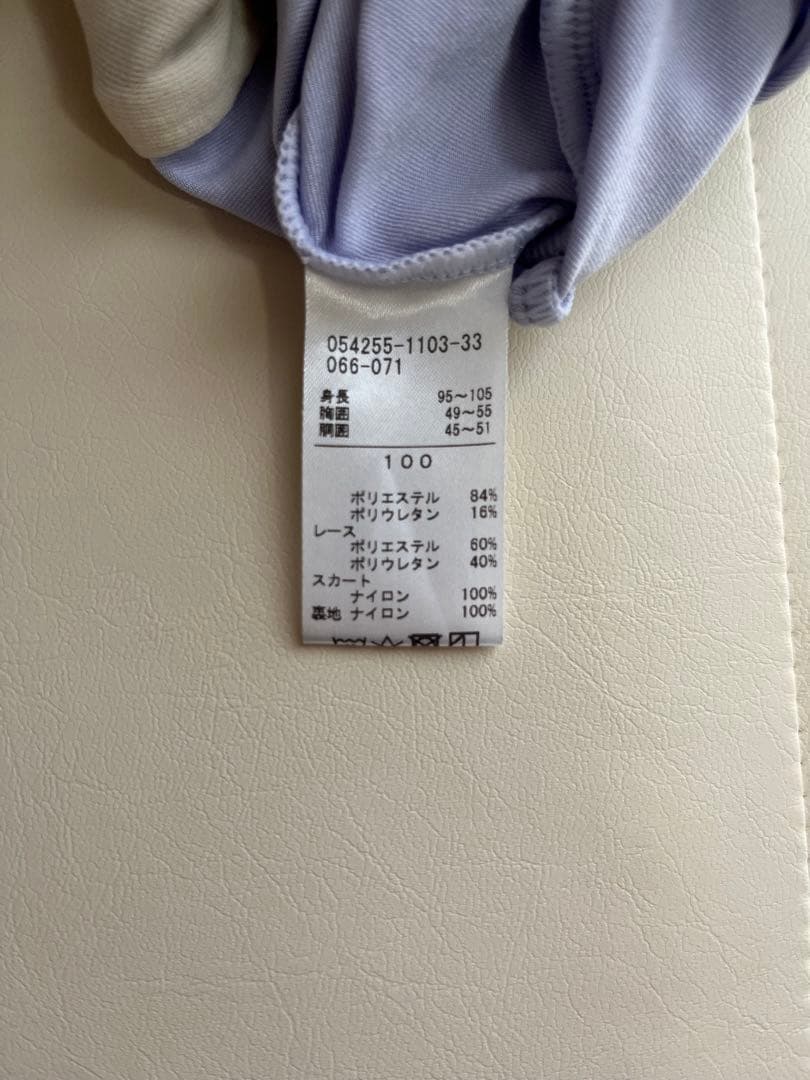 054255-1103-33
066-071
身長 95～105
胸囲 49～55
胴囲 45～51
100
ポリエステル 84%
ポリウレタン 16%
レース
ポリエステル 60%
ポリウレタン 40%
スカート
ナイロン 100%
裏地 ナイロン 100%